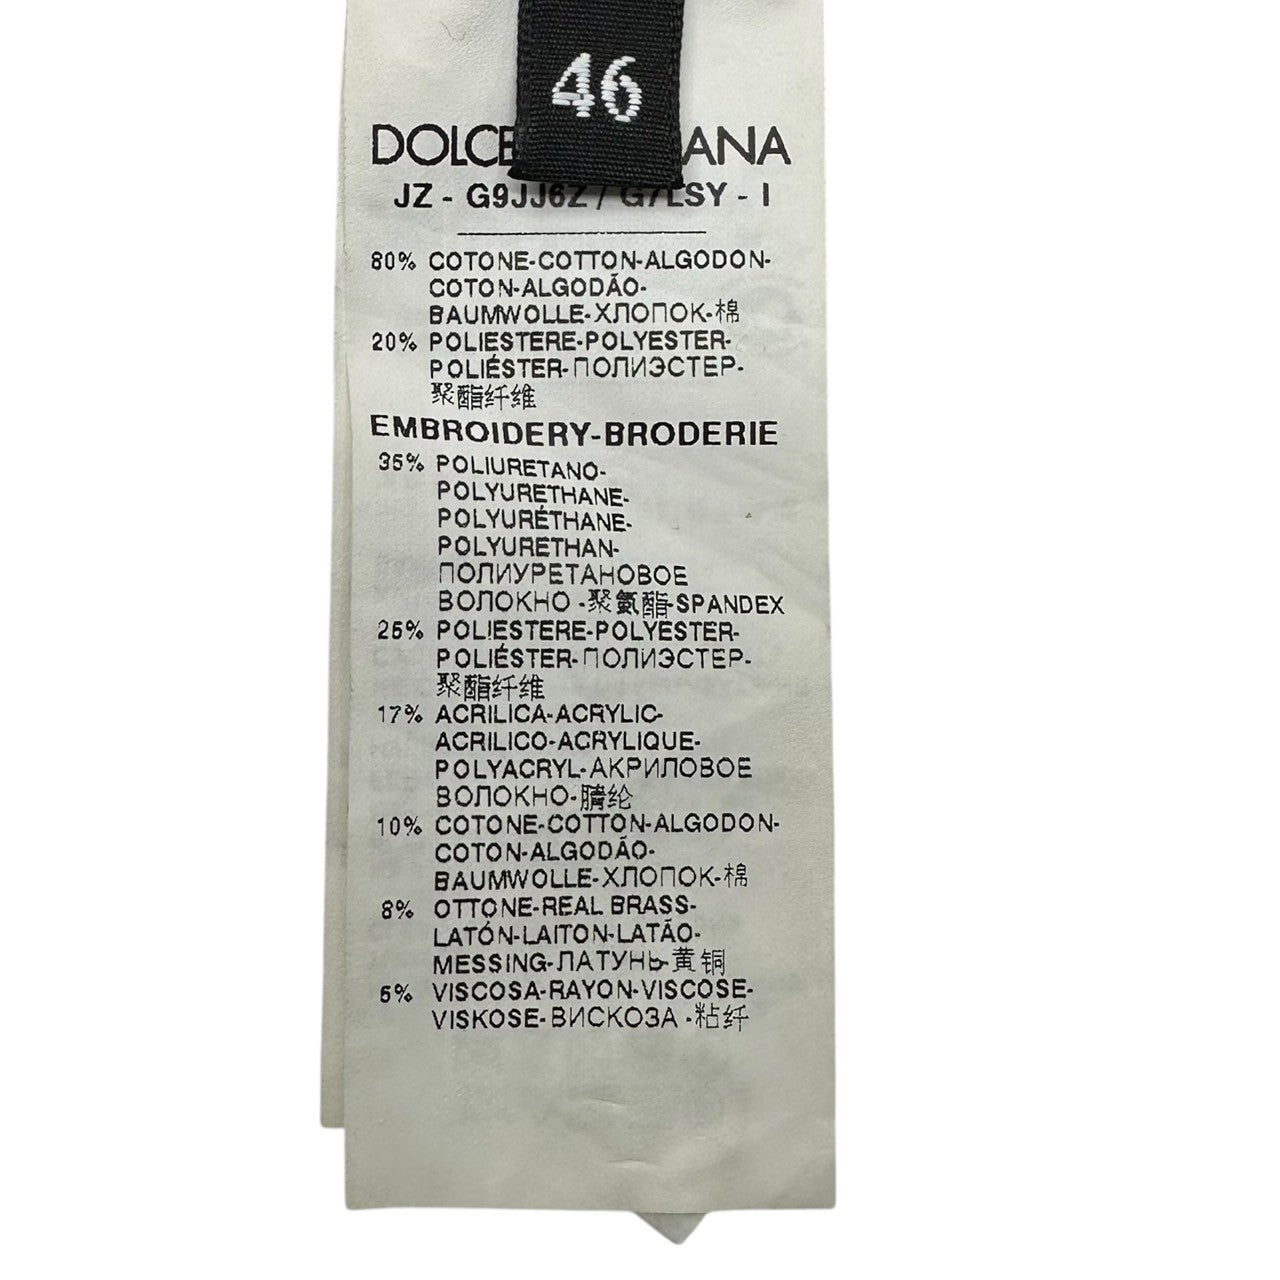 46
DOLCE ANA
JZ - G9JJ6Z / G7LSY - I
80% COTONE-COTTON-ALGODON-
COTON-ALGODÃO-
BAUMWOLLE-ХЛОПОК-棉
20% POLIESTERE-POLYESTER-
POLIÉSTER-ПОЛИЭСТЕР-
聚酯纤维
EMBROIDERY-BRODERIE
35% POLIURETANO-
POLYURETHANE-
POLYURÉTHANE-
POLYURETHAN-
ПОЛИУРЕТАНОВОЕ
ВОЛОКНО -聚氨酯-SPANDEX
25% POLIESTERE-POLYESTER-
POLIÉSTER-ПОЛИЭСТЕР-
聚酯纤维
17% ACRILICA-ACRYLIC-
ACRILICO-ACRYLIQUE-
POLYACRYL-АКРИЛОВОЕ
ВОЛОКНО-腈纶
10% COTONE-COTTON-ALGODON-
COTON-ALGODÃO-
BAUMWOLLE-ХЛОПОК-棉
8% OTTONE-REAL BRASS-
LATÓN-LAITON-LATÃO-
MESSING-ЛАТУНЬ-黄铜
5% VISCOSA-RAYON-VISCOSE-
VISKOSE-ВИСКОЗА -粘纤